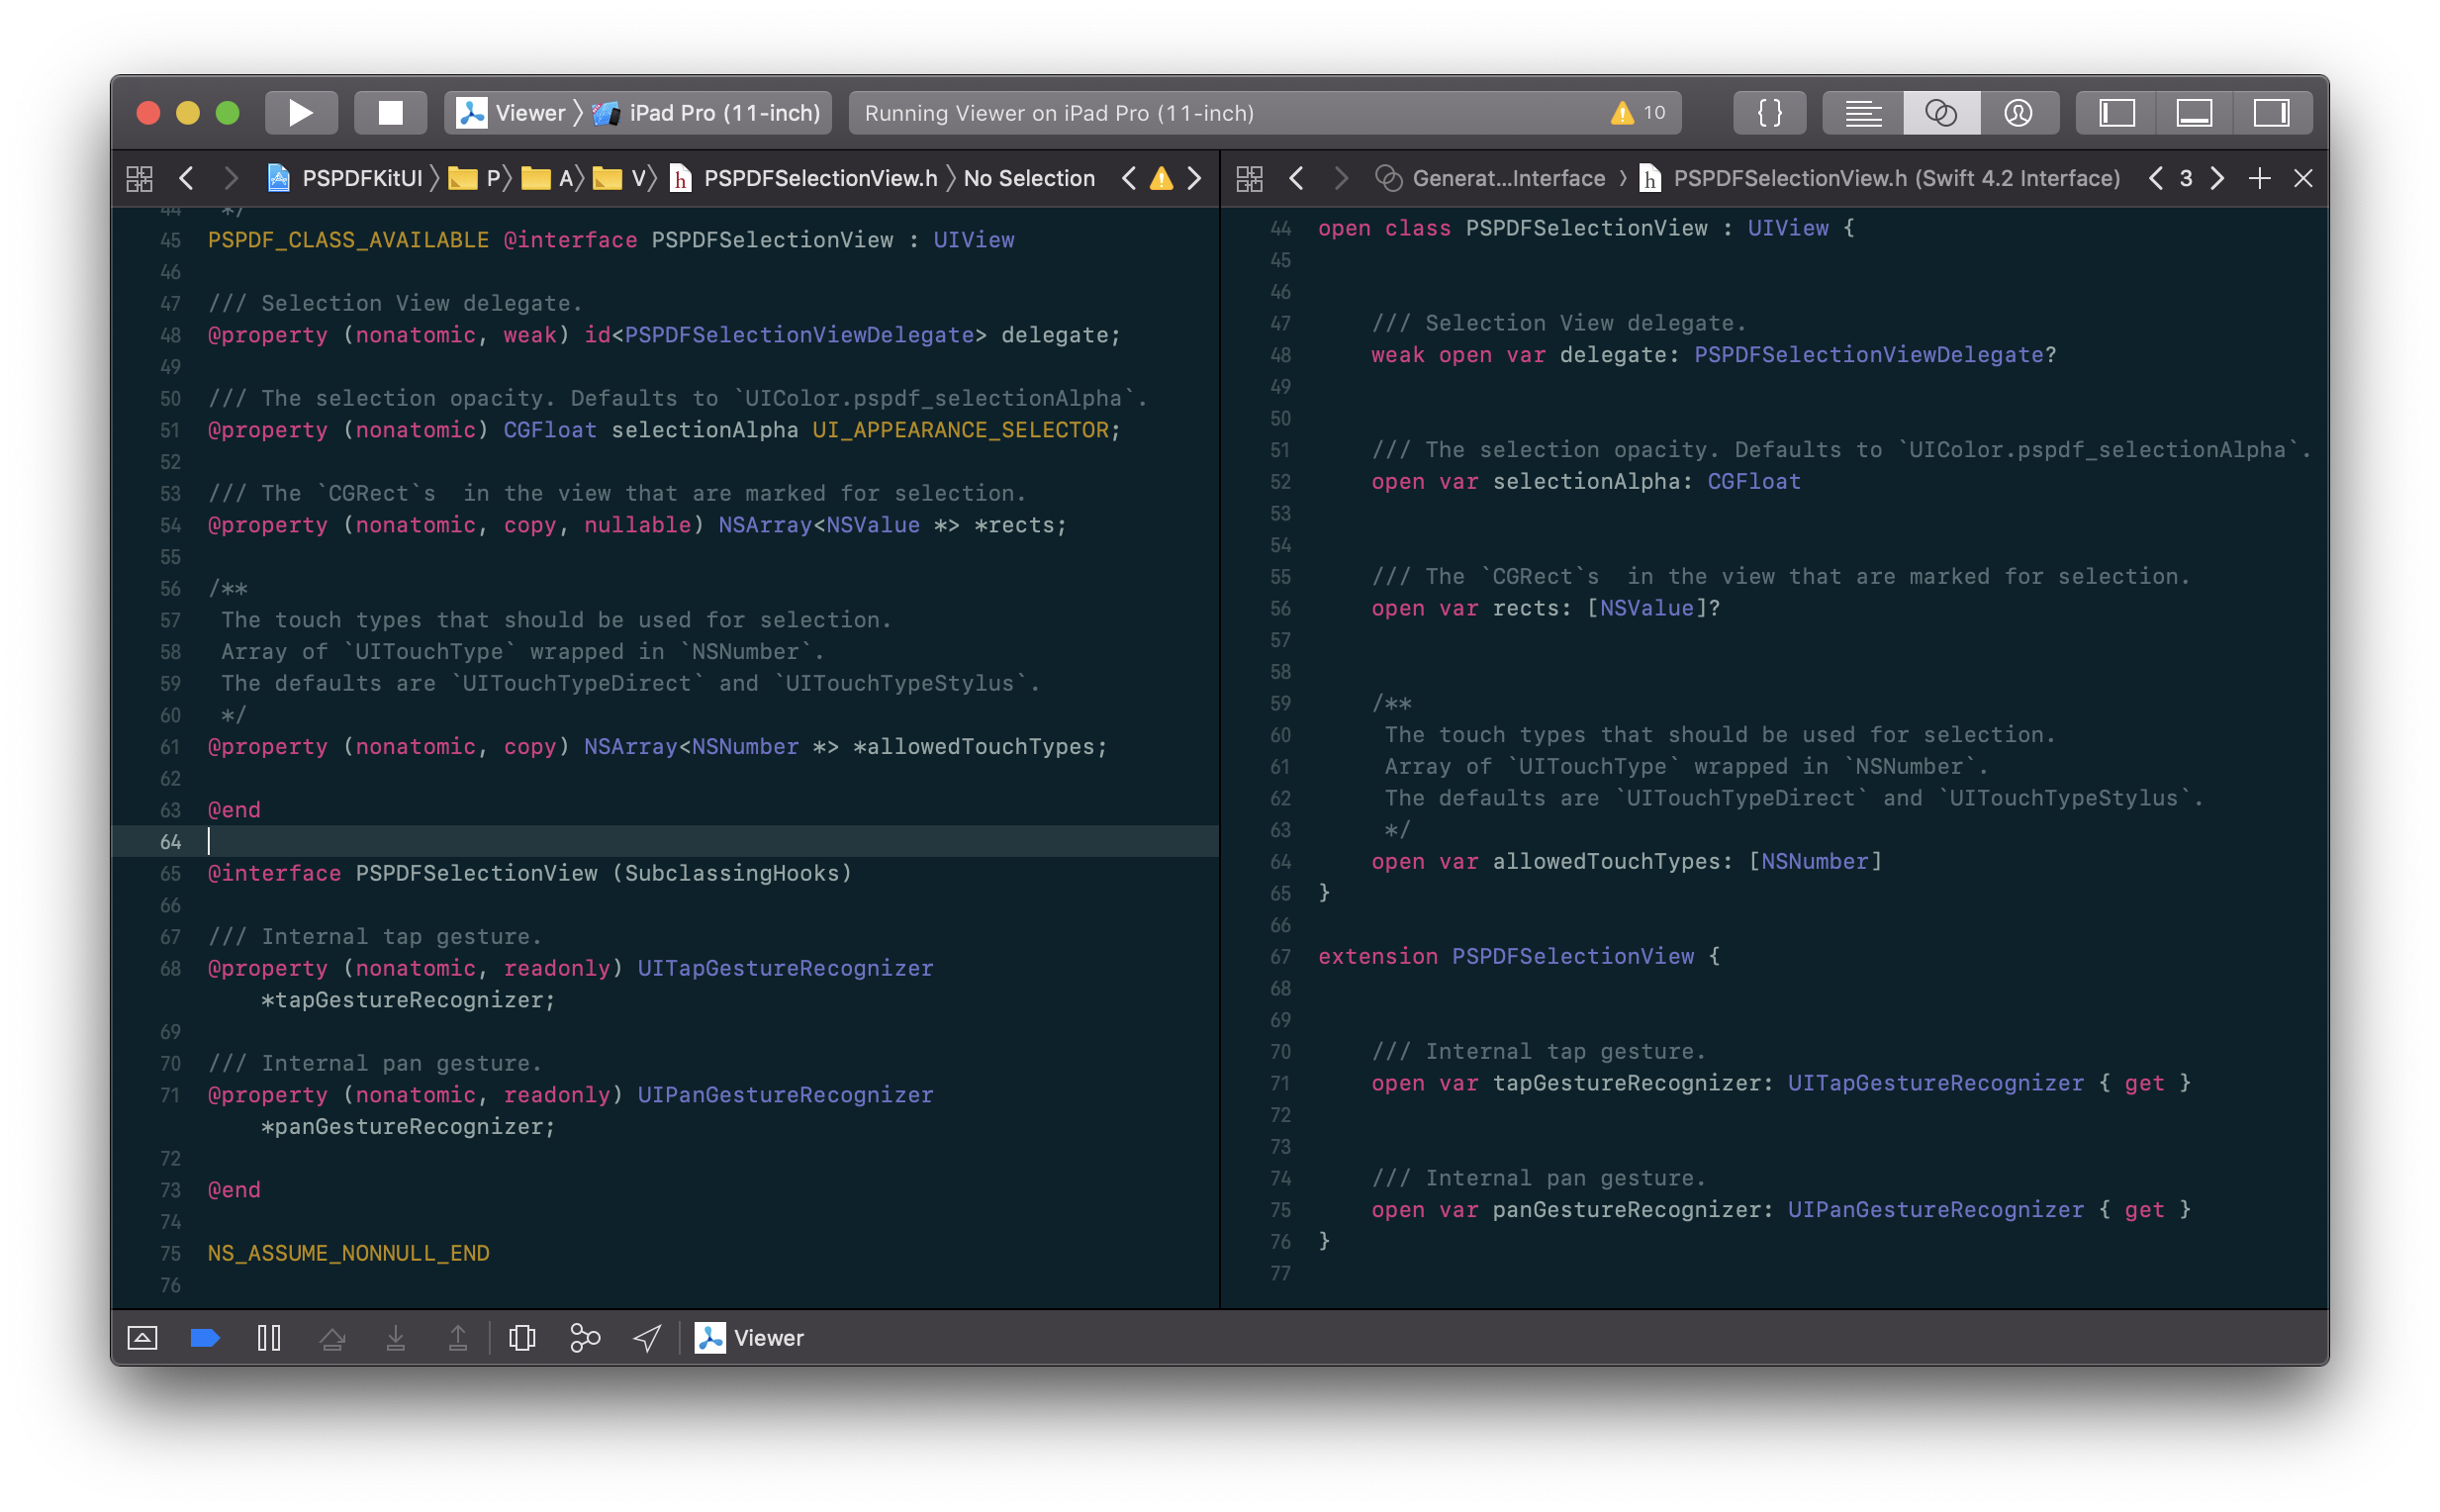 Viewer 〉 iPad Pro (11-inch)
Running Viewer on iPad Pro (11-inch)
10
{ }
PSPDFKitUI 〉 P 〉 A 〉 V 〉 h PSPDFSelectionView.h 〉 No Selection
44 */
45 PSPDF_CLASS_AVAILABLE @interface PSPDFSelectionView : UIView
46
47 /// Selection View delegate.
48 @property (nonatomic, weak) id<PSPDFSelectionViewDelegate> delegate;
49
50 /// The selection opacity. Defaults to `UIColor.pspdf_selectionAlpha`.
51 @property (nonatomic) CGFloat selectionAlpha UI_APPEARANCE_SELECTOR;
52
53 /// The `CGRect`s  in the view that are marked for selection.
54 @property (nonatomic, copy, nullable) NSArray<NSValue *> *rects;
55
56 /**
57  The touch types that should be used for selection.
58  Array of `UITouchType` wrapped in `NSNumber`.
59  The defaults are `UITouchTypeDirect` and `UITouchTypeStylus`.
60  */
61 @property (nonatomic, copy) NSArray<NSNumber *> *allowedTouchTypes;
62
63 @end
64
65 @interface PSPDFSelectionView (SubclassingHooks)
66
67 /// Internal tap gesture.
68 @property (nonatomic, readonly) UITapGestureRecognizer
*tapGestureRecognizer;
69
70 /// Internal pan gesture.
71 @property (nonatomic, readonly) UIPanGestureRecognizer
*panGestureRecognizer;
72
73 @end
74
75 NS_ASSUME_NONNULL_END
76
Generat...Interface 〉 h PSPDFSelectionView.h (Swift 4.2 Interface) 3
44 open class PSPDFSelectionView : UIView {
45
46
47 /// Selection View delegate.
48 weak open var delegate: PSPDFSelectionViewDelegate?
49
50
51 /// The selection opacity. Defaults to `UIColor.pspdf_selectionAlpha`.
52 open var selectionAlpha: CGFloat
53
54
55 /// The `CGRect`s  in the view that are marked for selection.
56 open var rects: [NSValue]?
57
58
59 /**
60  The touch types that should be used for selection.
61  Array of `UITouchType` wrapped in `NSNumber`.
62  The defaults are `UITouchTypeDirect` and `UITouchTypeStylus`.
63  */
64 open var allowedTouchTypes: [NSNumber]
65 }
66
67 extension PSPDFSelectionView {
68
69
70 /// Internal tap gesture.
71 open var tapGestureRecognizer: UITapGestureRecognizer { get }
72
73
74 /// Internal pan gesture.
75 open var panGestureRecognizer: UIPanGestureRecognizer { get }
76 }
77
Viewer